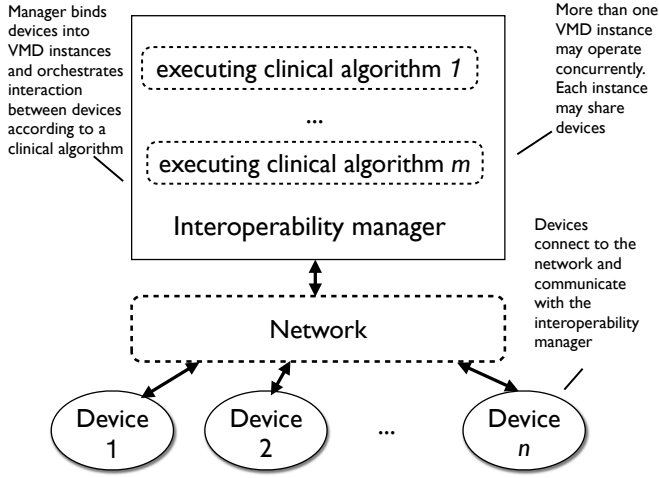 Manager binds
devices into
VMD instances
and orchestrates
interaction
between devices
according to a
clinical algorithm
More than one
VMD instance
may operate
concurrently.
Each instance
may share
devices
executing clinical algorithm 1
...
executing clinical algorithm m
Interoperability manager
Devices
connect to the
network and
communicate
with the
interoperability
manager
Network
Device
1
Device
2
...
Device
n